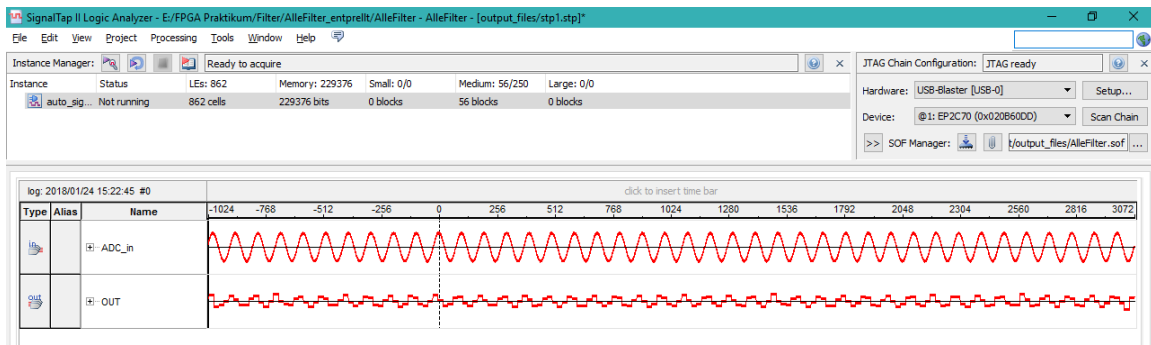 SignalTap II Logic Analyzer - E:/FPGA Praktikum/Filter/AlleFilter_entprellt/AlleFilter - AlleFilter - [output_files/stp1.stp]*
File Edit View Project Processing Tools Window Help
Instance Manager: Ready to acquire
Instance Status LEs: 862 Memory: 229376 Small: 0/0 Medium: 56/250 Large: 0/0
auto_sig... Not running 862 cells 229376 bits 0 blocks 56 blocks 0 blocks
JTAG Chain Configuration: JTAG ready
Hardware: USB-Blaster [USB-0] Setup...
Device: @1: EP2C70 (0x020B60DD) Scan Chain
>> SOF Manager: t/output_files/AlleFilter.sof ...
log: 2018/01/24 15:22:45 #0 click to insert time bar
Type Alias Name -1024 -768 -512 -256 0 256 512 768 1024 1280 1536 1792 2048 2304 2560 2816 3072
in ADC_in
out OUT